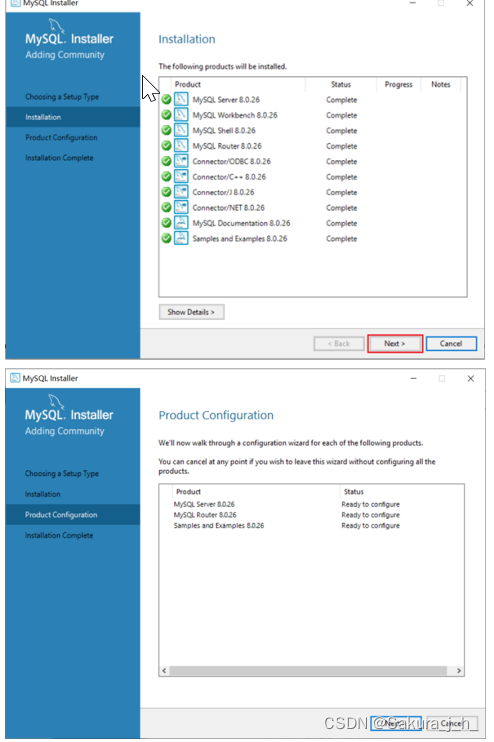 MySQL Installer
MySQL. Installer
Adding Community
Choosing a Setup Type
Installation
Product Configuration
Installation Complete
Installation
The following products will be installed.
Product Status Progress Notes
MySQL Server 8.0.26 Complete
MySQL Workbench 8.0.26 Complete
MySQL Shell 8.0.26 Complete
MySQL Router 8.0.26 Complete
Connector/ODBC 8.0.26 Complete
Connector/C++ 8.0.26 Complete
Connector/J 8.0.26 Complete
Connector/NET 8.0.26 Complete
MySQL Documentation 8.0.26 Complete
Samples and Examples 8.0.26 Complete
Show Details >
< Back Next > Cancel
MySQL Installer
MySQL. Installer
Adding Community
Choosing a Setup Type
Installation
Product Configuration
Installation Complete
Product Configuration
We'll now walk through a configuration wizard for each of the following products.
You can cancel at any point if you wish to leave this wizard without configuring all the
products.
Product Status
MySQL Server 8.0.26 Ready to configure
MySQL Router 8.0.26 Ready to configure
Samples and Examples 8.0.26 Ready to configure
Next > Cancel
CSDN @Sakura_j_h_